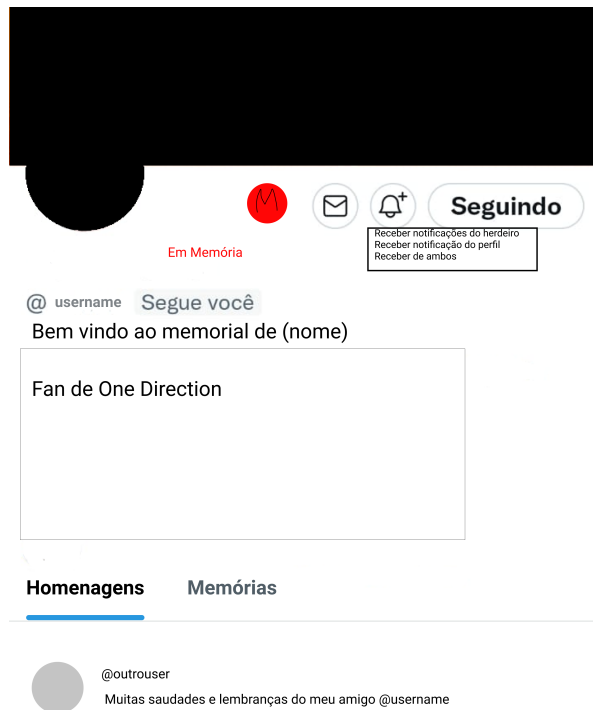 M
Seguindo
Receber notificações do herdeiro
Receber notificação do perfil
Receber de ambos
Em Memória
@ username Segue você
Bem vindo ao memorial de (nome)
Fan de One Direction
Homenagens Memórias
@outrouser
Muitas saudades e lembranças do meu amigo @username